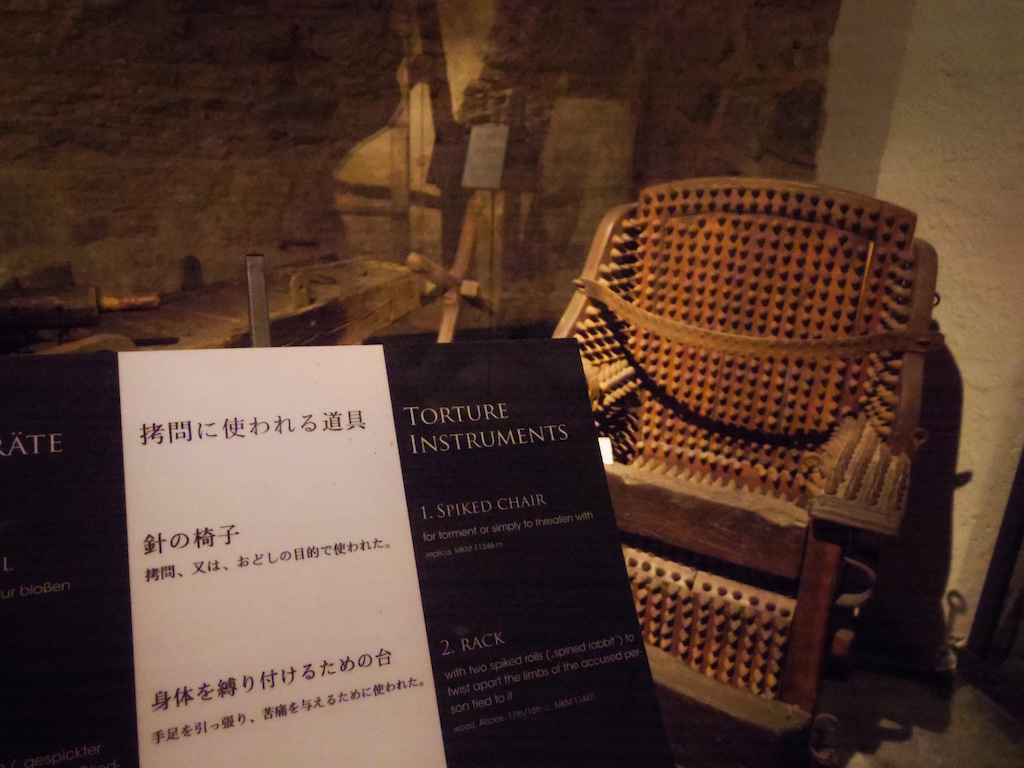 RÄTE
L
ur bloßen
gespickter
拷問に使われる道具
針の椅子
拷問、又は、おどしの目的で使われた。
身体を縛り付けるための台
手足を引っ張り、苦痛を与えるために使われた。
TORTURE
INSTRUMENTS
1. SPIKED CHAIR
for torment or simply to threaten with
replica, MKM 11246 m
2. RACK
with two spiked rolls („spined rabbit") to
twist apart the limbs of the accused per-
son tied to it
wood, Alsace, 17th/18th c., MKM 11447